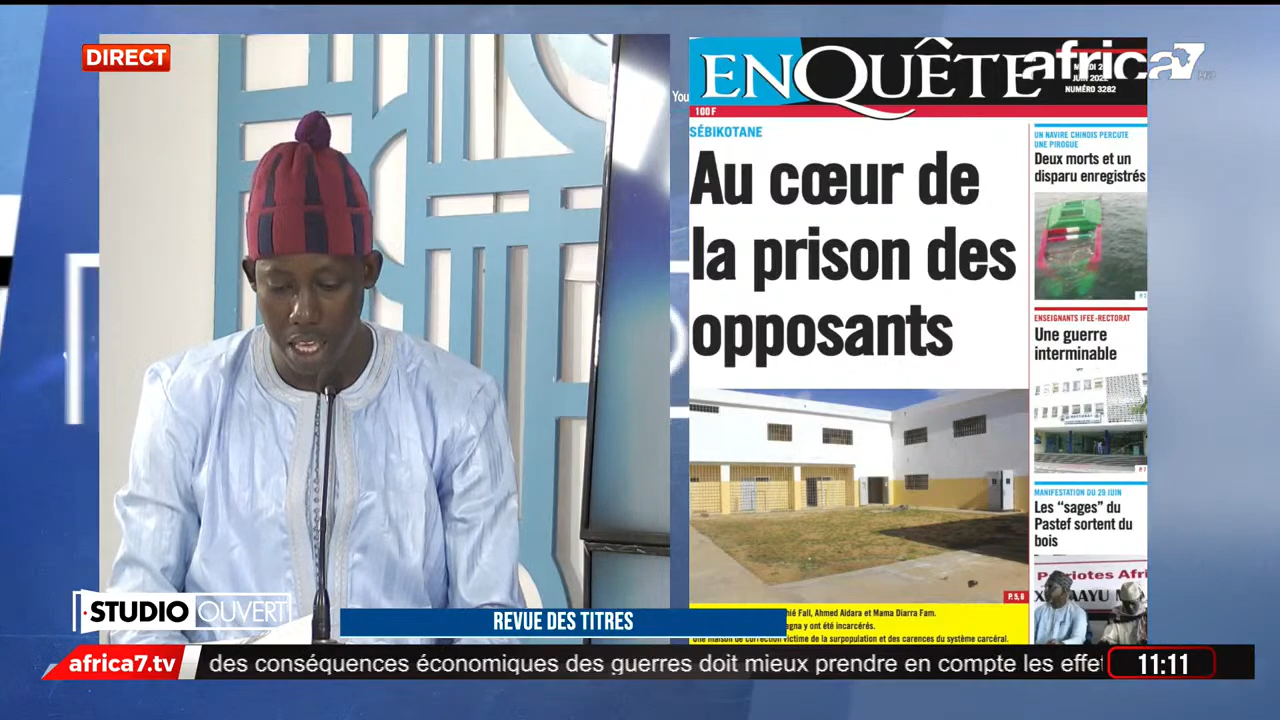 DIRECT
You
ENQUÊTE
africa7
NUMÉRO 3282
100 F
SÉBIKOTANE
Au cœur de
la prison des
opposants
UN NAVIRE CHINOIS PERCUTE
UNE PIROGUE
Deux morts et un
disparu enregistrés
ENSEIGNANTS IFEE-RECTORAT
Une guerre
interminable
MANIFESTATION DU 29 JUIN
Les “sages” du
Pastef sortent du
bois
P. 5, 6
Fall, Ahmed Aidara et Mama Diarra Fam.
y ont été incarcérés.
Une maison de correction victime de la surpopulation et des carences du système carcéral.
STUDIO OUVERT
REVUE DES TITRES
africa7.tv
des conséquences économiques des guerres doit mieux prendre en compte les effet
11:11